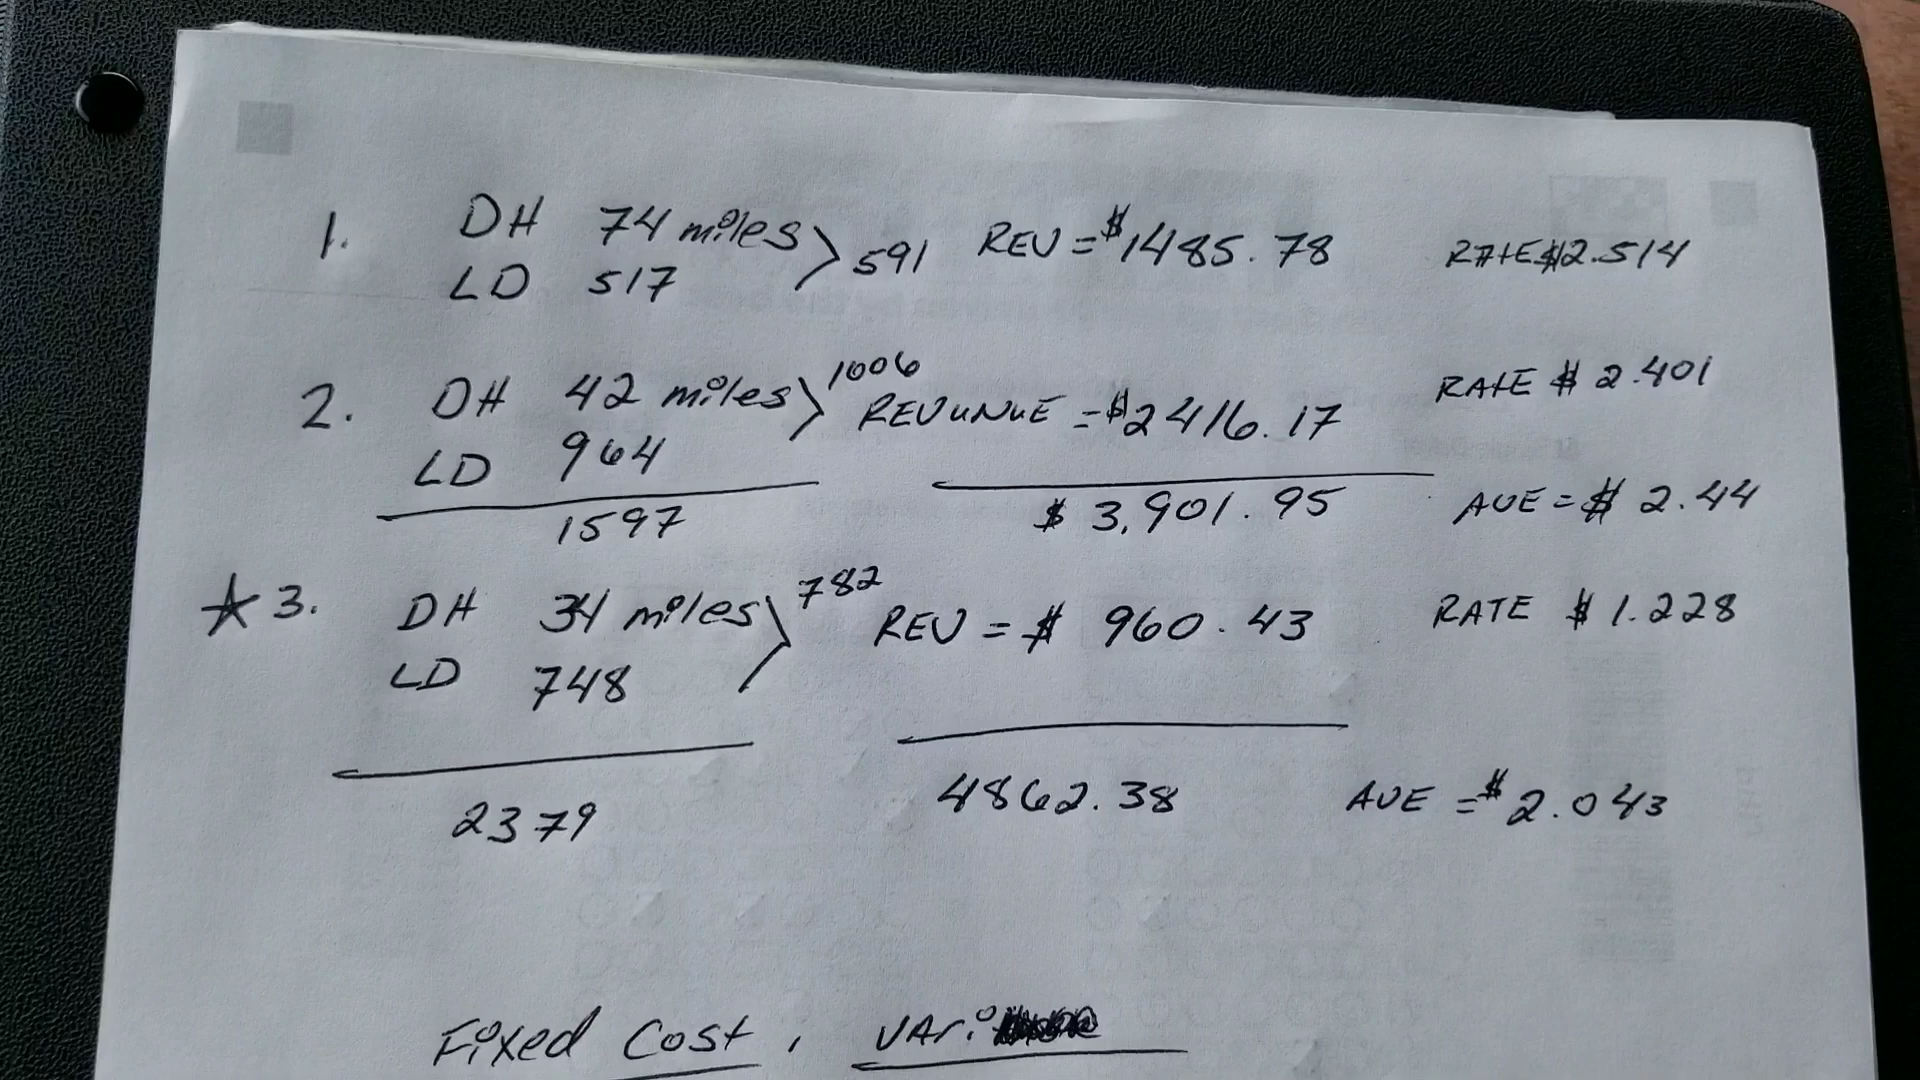 1. DH 74 miles > 591 REV = $1485.78 RATE $2.514
LD 517
2. DH 42 miles > 1006 REVUNUE = $2416.17 RATE $ 2.401
LD 964
1597 $ 3,901.95 AVE = $ 2.44
☆ 3. DH 34 miles > 782 REV = $ 960.43 RATE $ 1.228
LD 748
2379 4862.38 AVE = $ 2.043
Fixed Cost, VAri